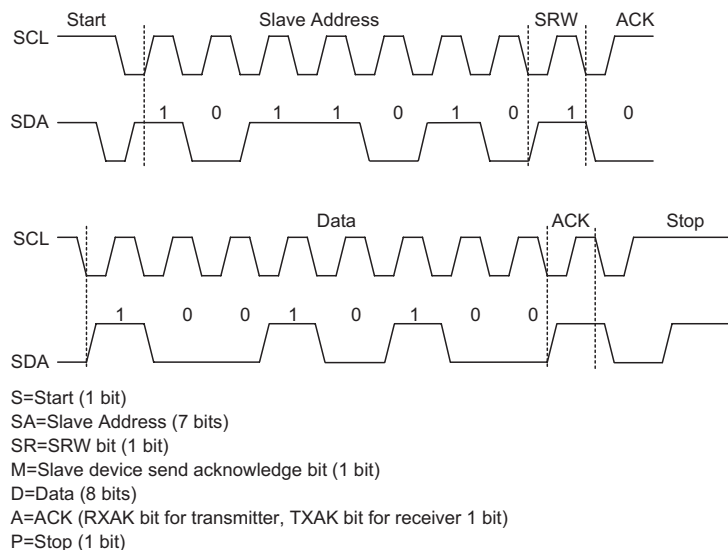 Start Slave Address SRW ACK
SCL
1 0 1 1 0 1 0 1 0
SDA
Data ACK Stop
SCL
1 0 0 1 0 1 0 0
SDA
S=Start (1 bit)
SA=Slave Address (7 bits)
SR=SRW bit (1 bit)
M=Slave device send acknowledge bit (1 bit)
D=Data (8 bits)
A=ACK (RXAK bit for transmitter, TXAK bit for receiver 1 bit)
P=Stop (1 bit)